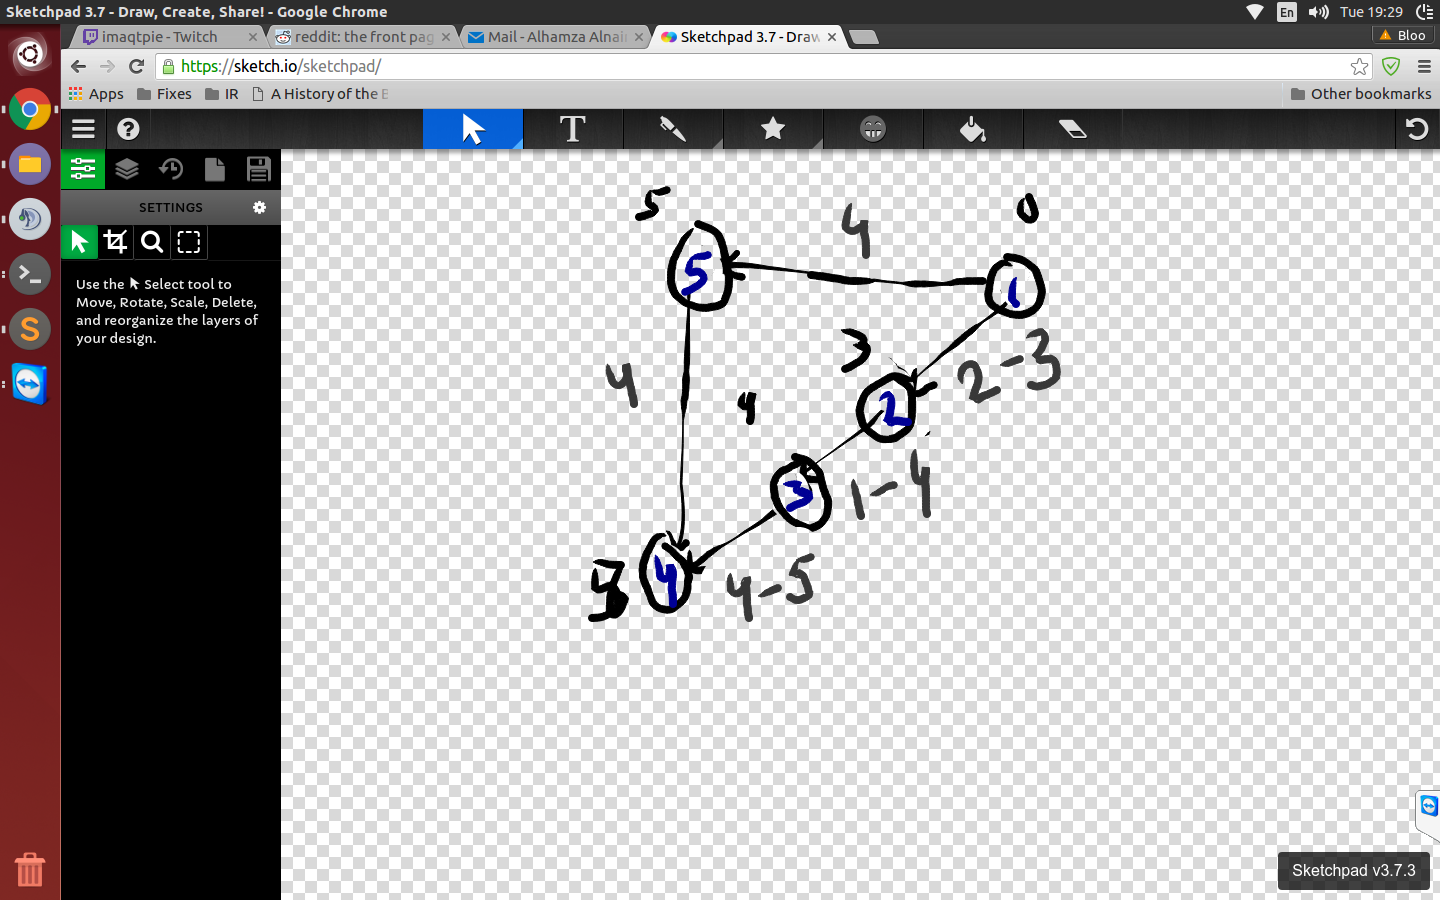 Sketchpad 3.7 - Draw, Create, Share! - Google Chrome
En
Tue 19:29
imaqtpie - Twitch
reddit: the front pag
Mail - Alhamza Alnai
Sketchpad 3.7 - Draw
Bloo
https://sketch.io/sketchpad/
Apps
Fixes
IR
A History of the E
Other bookmarks
T
SETTINGS
Use the Select tool to
Move, Rotate, Scale, Delete,
and reorganize the layers of
your design.
5
4
0
5
1
3
2-3
4
4
2
3
1-4
4
4-5
Sketchpad v3.7.3